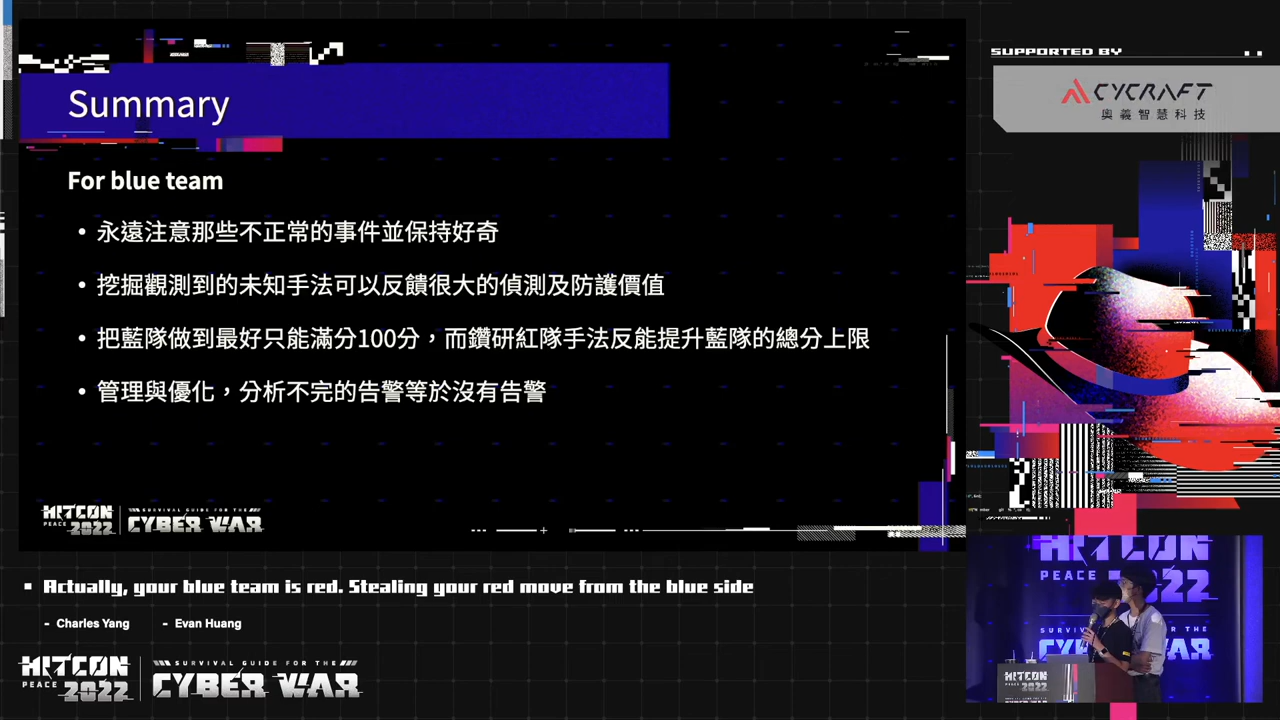 SUPPORTED BY
CYCRAFT
奧義智慧科技
Summary
For blue team
• 永遠注意那些不正常的事件並保持好奇
• 挖掘觀測到的未知手法可以反饋很大的偵測及防護價值
• 把藍隊做到最好只能滿分100分，而鑽研紅隊手法反能提升藍隊的總分上限
• 管理與優化，分析不完的告警等於沒有告警
HITCON
PEACE 2022
SURVIVAL GUIDE FOR THE
CYBER WAR
HITCON
PEACE 2022
SURVIVAL GUIDE FOR THE
HITCON
2022
Actually, your blue team is red. Stealing your red move from the blue side
- Charles Yang - Evan Huang
HITCON
PEACE 2022
SURVIVAL GUIDE FOR THE
CYBER WAR